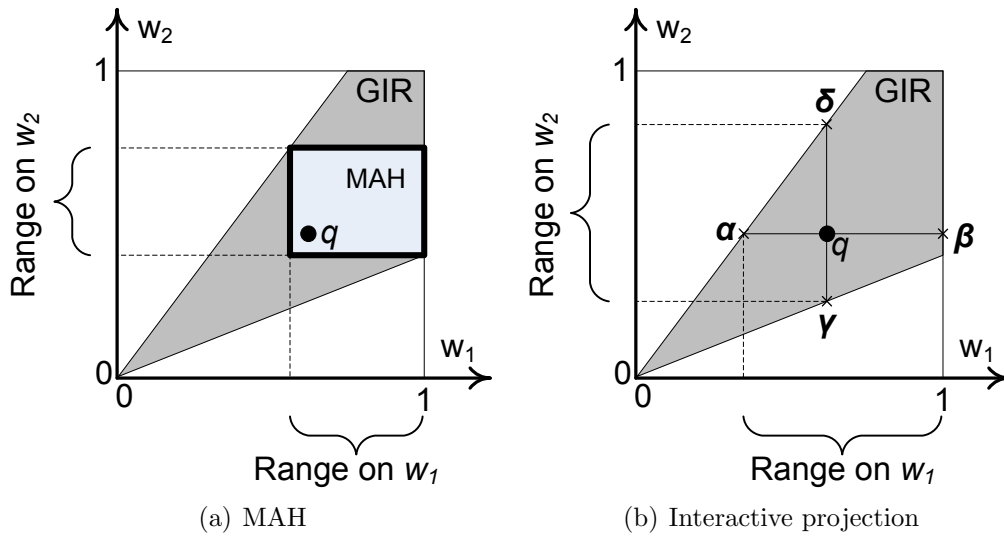 w2
1
GIR
Range on w2
MAH
q
0
w1
0
1
Range on w1
(a) MAH
w2
1
GIR
δ
Range on w2
α
q
β
γ
0
w1
0
1
Range on w1
(b) Interactive projection